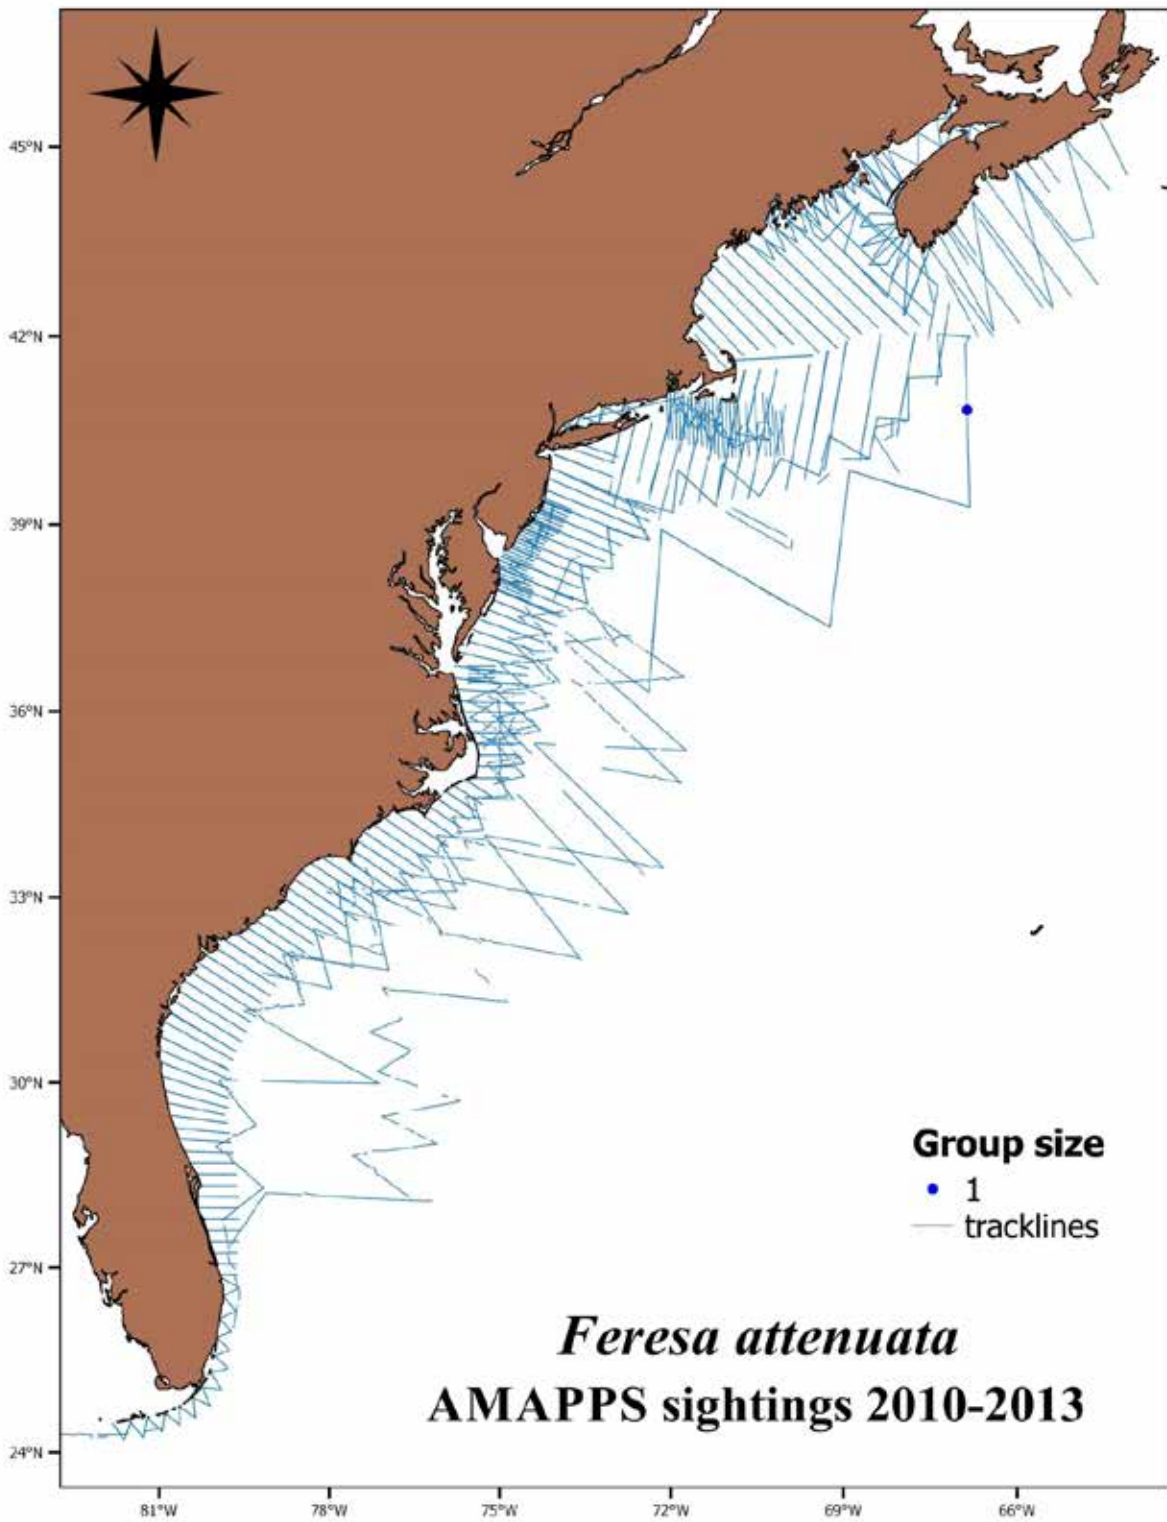 45°N
42°N
39°N
36°N
33°N
30°N
27°N
24°N
Group size
1
tracklines
Feresa attenuata
AMAPPS sightings 2010-2013
81°W
78°W
75°W
72°W
69°W
66°W